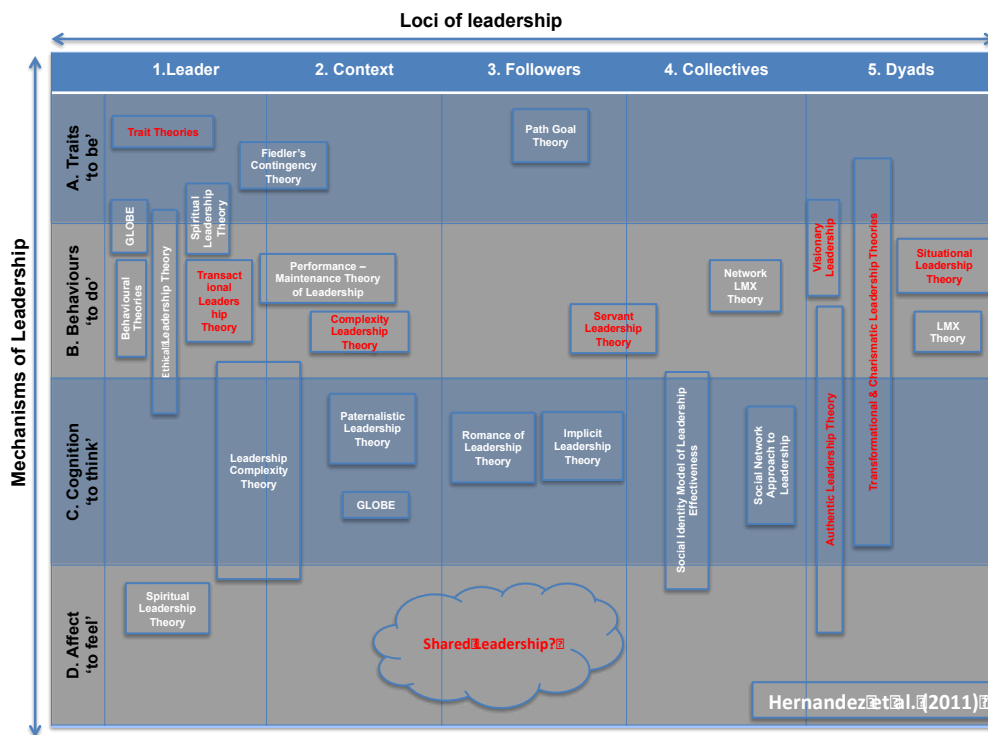 Loci of leadership
Mechanisms of Leadership
1.Leader
2. Context
3. Followers
4. Collectives
5. Dyads
A. Traits
‘to be’
Trait Theories
Fiedler's
Contingency
Theory
Path Goal
Theory
GLOBE
Spiritual
Leadership
Theory
Ethical Leadership Theory
Visionary
Leadership
Transformational & Charismatic Leadership Theories
B. Behaviours
‘to do’
Behavioural
Theories
Transact
ional
Leaders
hip
Theory
Performance –
Maintenance Theory
of Leadership
Complexity
Leadership
Theory
Servant
Leadership
Theory
Network
LMX
Theory
Situational
Leadership
Theory
LMX
Theory
C. Cognition
‘to think’
Leadership
Complexity
Theory
Paternalistic
Leadership
Theory
GLOBE
Romance of
Leadership
Theory
Implicit
Leadership
Theory
Social Identity Model of Leadership
Effectiveness
Social Network
Approach to
Leadership
Authentic Leadership Theory
D. Affect
‘to feel’
Spiritual
Leadership
Theory
Shared Leadership?
Hernandez et al. (2011)